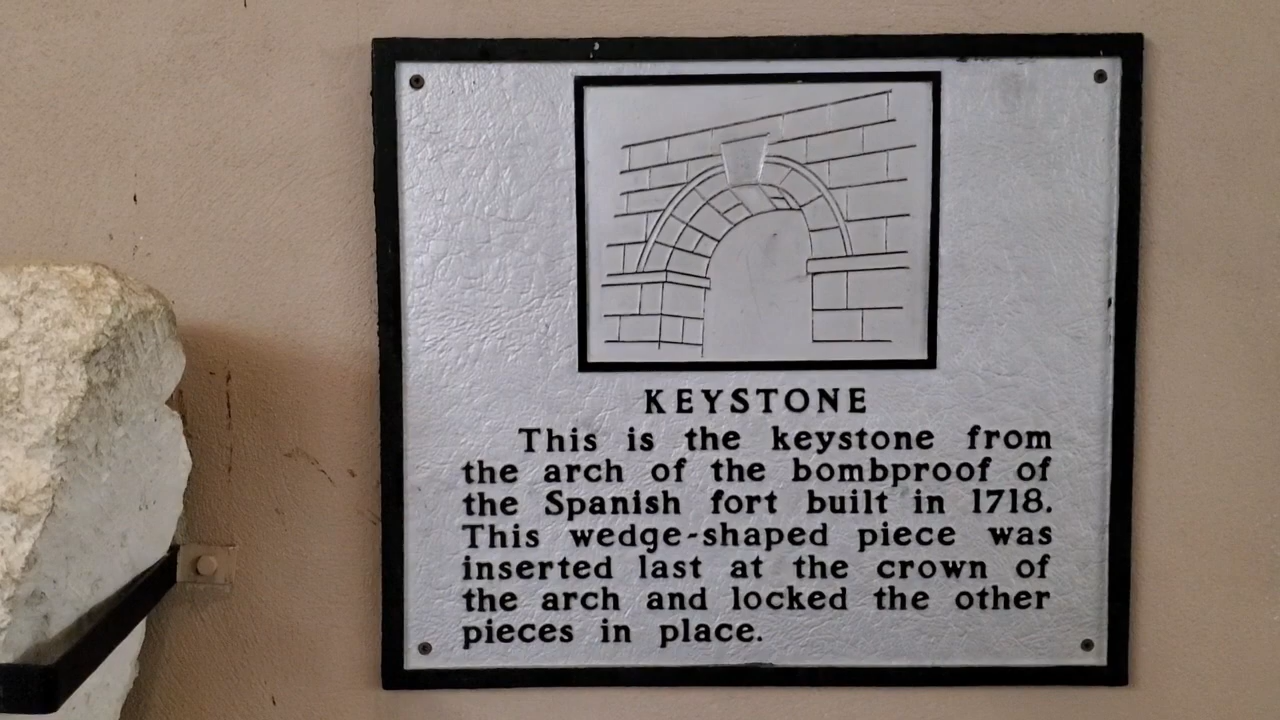 KEYSTONE
This is the keystone from
the arch of the bombproof of
the Spanish fort built in 1718.
This wedge-shaped piece was
inserted last at the crown of
the arch and locked the other
pieces in place.